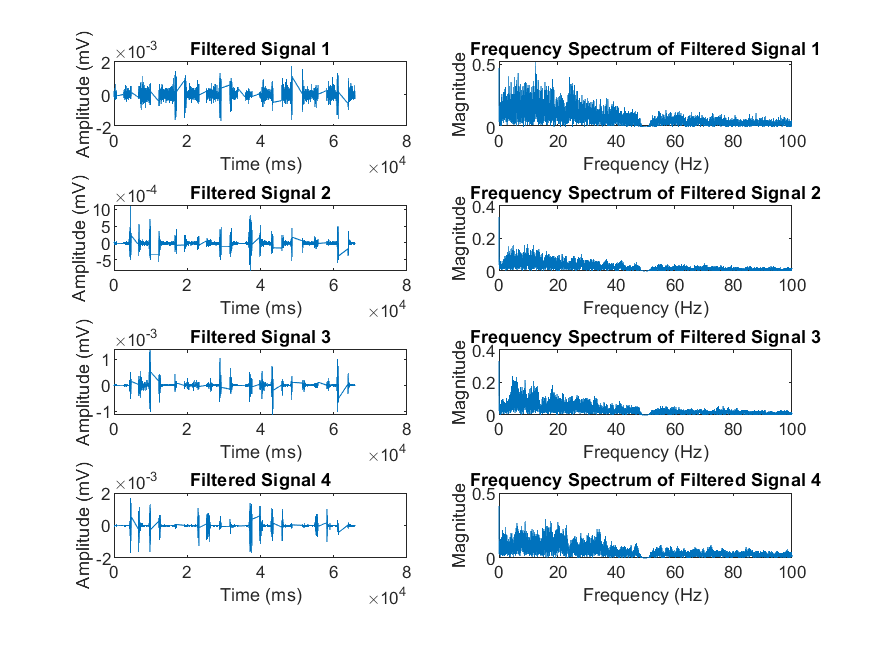 Filtered Signal 1
×10-3
Amplitude (mV)
2
0
-2
0 2 4 6 8
Time (ms)
×104
Frequency Spectrum of Filtered Signal 1
Magnitude
0.5
0
0 20 40 60 80 100
Frequency (Hz)
Filtered Signal 2
×10-4
Amplitude (mV)
10
5
0
-5
0 2 4 6 8
Time (ms)
×104
Frequency Spectrum of Filtered Signal 2
Magnitude
0.4
0.2
0
0 20 40 60 80 100
Frequency (Hz)
Filtered Signal 3
×10-3
Amplitude (mV)
1
0
-1
0 2 4 6 8
Time (ms)
×104
Frequency Spectrum of Filtered Signal 3
Magnitude
0.4
0.2
0
0 20 40 60 80 100
Frequency (Hz)
Filtered Signal 4
×10-3
Amplitude (mV)
2
0
-2
0 2 4 6 8
Time (ms)
×104
Frequency Spectrum of Filtered Signal 4
Magnitude
0.5
0
0 20 40 60 80 100
Frequency (Hz)